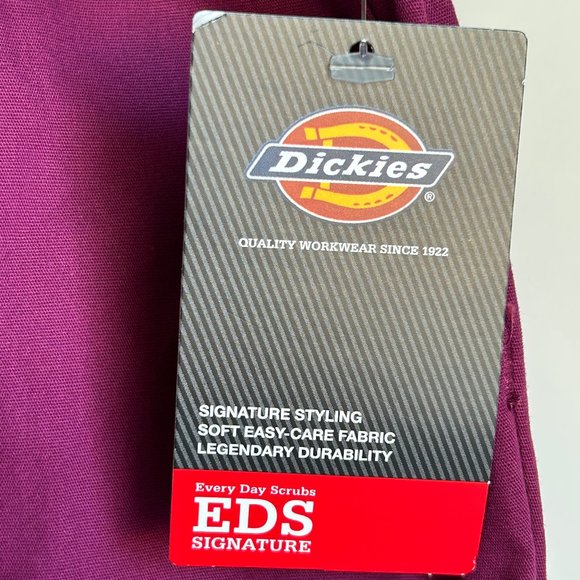 Dickies
®
QUALITY WORKWEAR SINCE 1922
SIGNATURE STYLING
SOFT EASY-CARE FABRIC
LEGENDARY DURABILITY
Every Day Scrubs
EDS
SIGNATURE